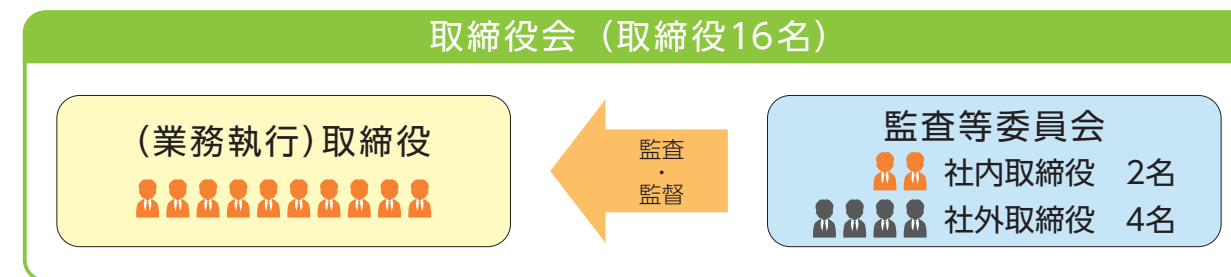 取締役会（取締役16名）
（業務執行）取締役
監査
・
監督
監査等委員会
社内取締役　2名
社外取締役　4名